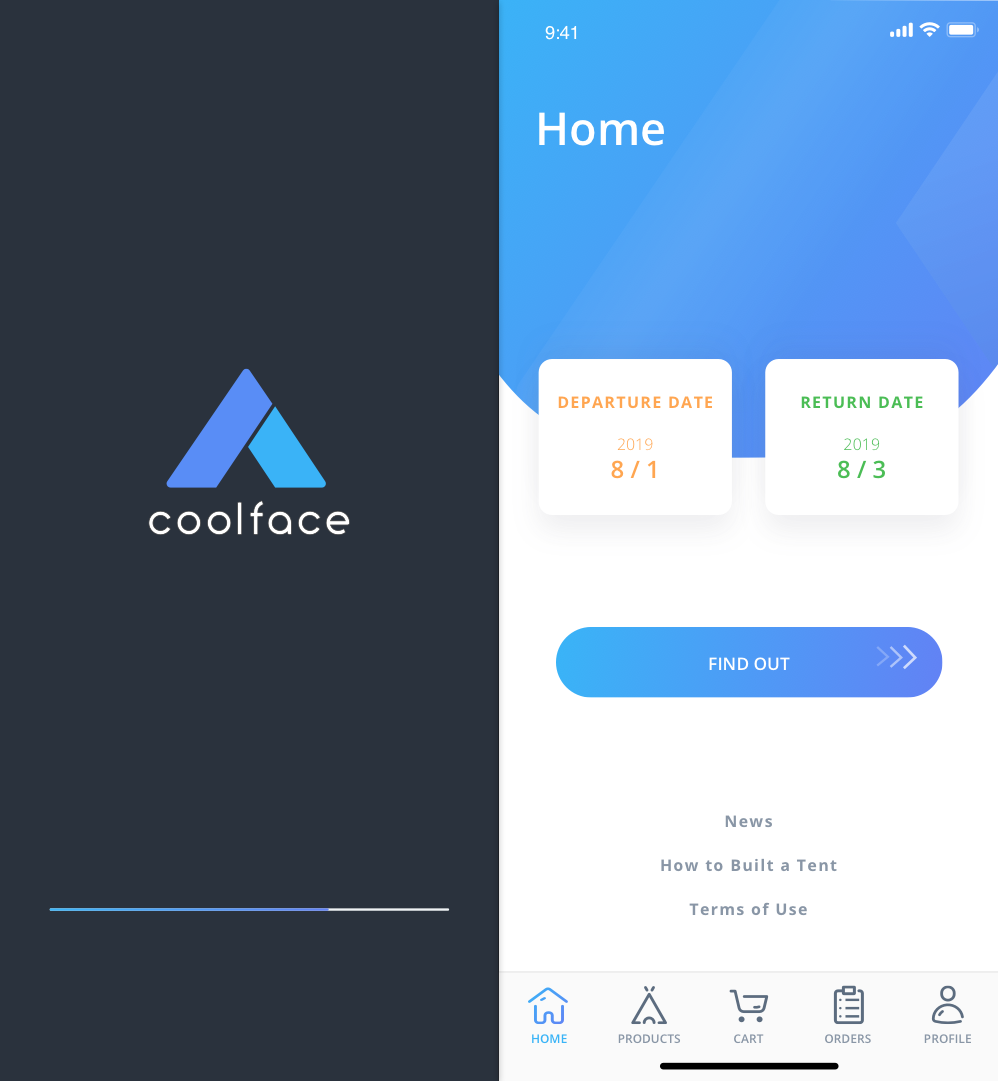 coolface
9:41
Home
DEPARTURE DATE
2019
8 / 1
RETURN DATE
2019
8 / 3
FIND OUT
News
How to Built a Tent
Terms of Use
HOME
PRODUCTS
CART
ORDERS
PROFILE